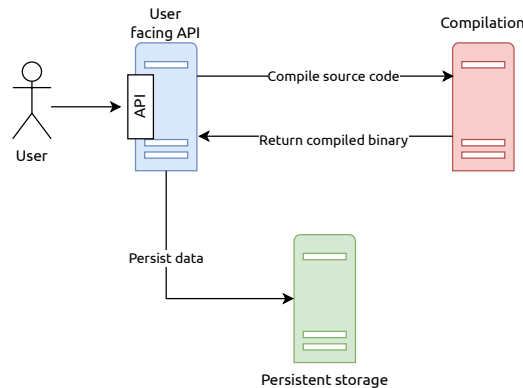 User
facing API
Compilation
Compile source code
API
Return compiled binary
User
Persist data
Persistent storage